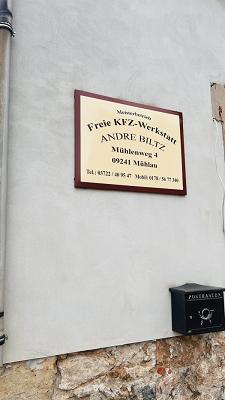 Meisterbetrieb
Freie KFZ-Werkstatt
ANDRE BILTZ
Mühlenweg 4
09241 Mühlau
Tel.: 03722 / 40 95 47 Mobil: 0178 / 56 77 340
POSTKASTEN